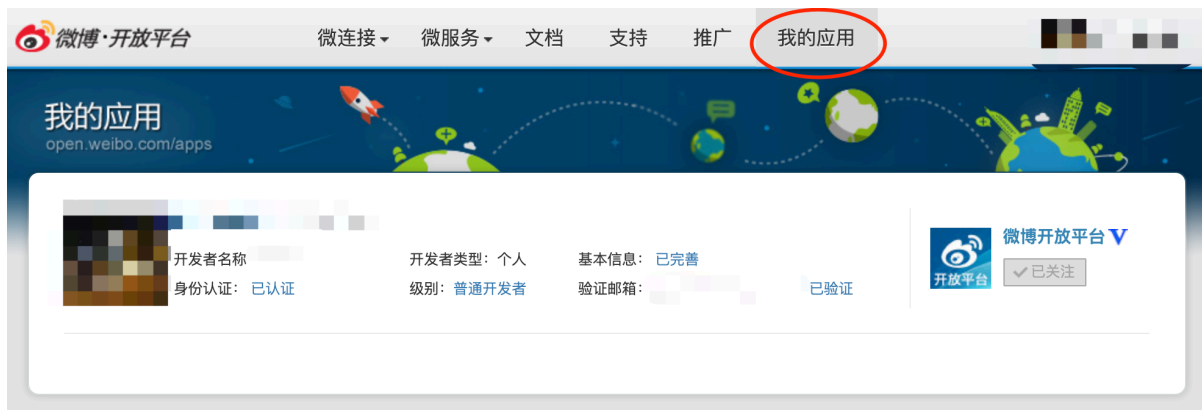 微博·开放平台 微连接 微服务 文档 支持 推广 我的应用
我的应用
open.weibo.com/apps
开发者名称 开发者类型：个人 基本信息：已完善
身份认证：已认证 级别：普通开发者 验证邮箱： 已验证
微博开放平台 V
已关注
开放平台